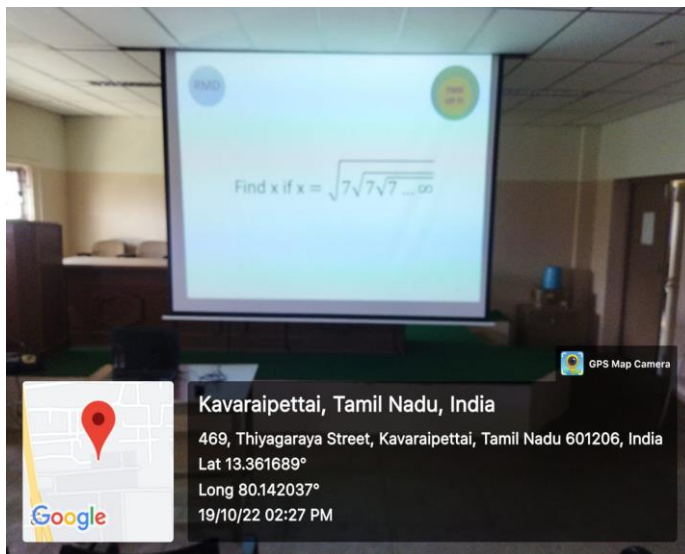 RMD
Find x if x = √7√7√7 ... ∞
GPS Map Camera
Kavaraipettai, Tamil Nadu, India
469, Thiyagaraya Street, Kavaraipettai, Tamil Nadu 601206, India
Lat 13.361689°
Long 80.142037°
19/10/22 02:27 PM
Google